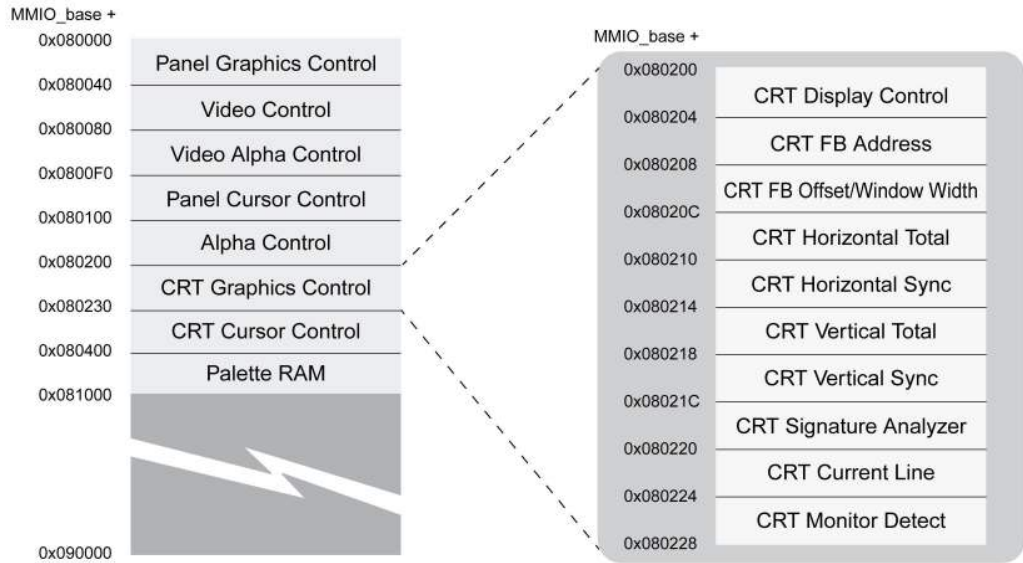 MMIO_base +
0x080000
Panel Graphics Control
0x080040
Video Control
0x080080
Video Alpha Control
0x0800F0
Panel Cursor Control
0x080100
Alpha Control
0x080200
CRT Graphics Control
0x080230
CRT Cursor Control
0x080400
Palette RAM
0x081000
0x090000
MMIO_base +
0x080200
CRT Display Control
0x080204
CRT FB Address
0x080208
CRT FB Offset/Window Width
0x08020C
CRT Horizontal Total
0x080210
CRT Horizontal Sync
0x080214
CRT Vertical Total
0x080218
CRT Vertical Sync
0x08021C
CRT Signature Analyzer
0x080220
CRT Current Line
0x080224
CRT Monitor Detect
0x080228